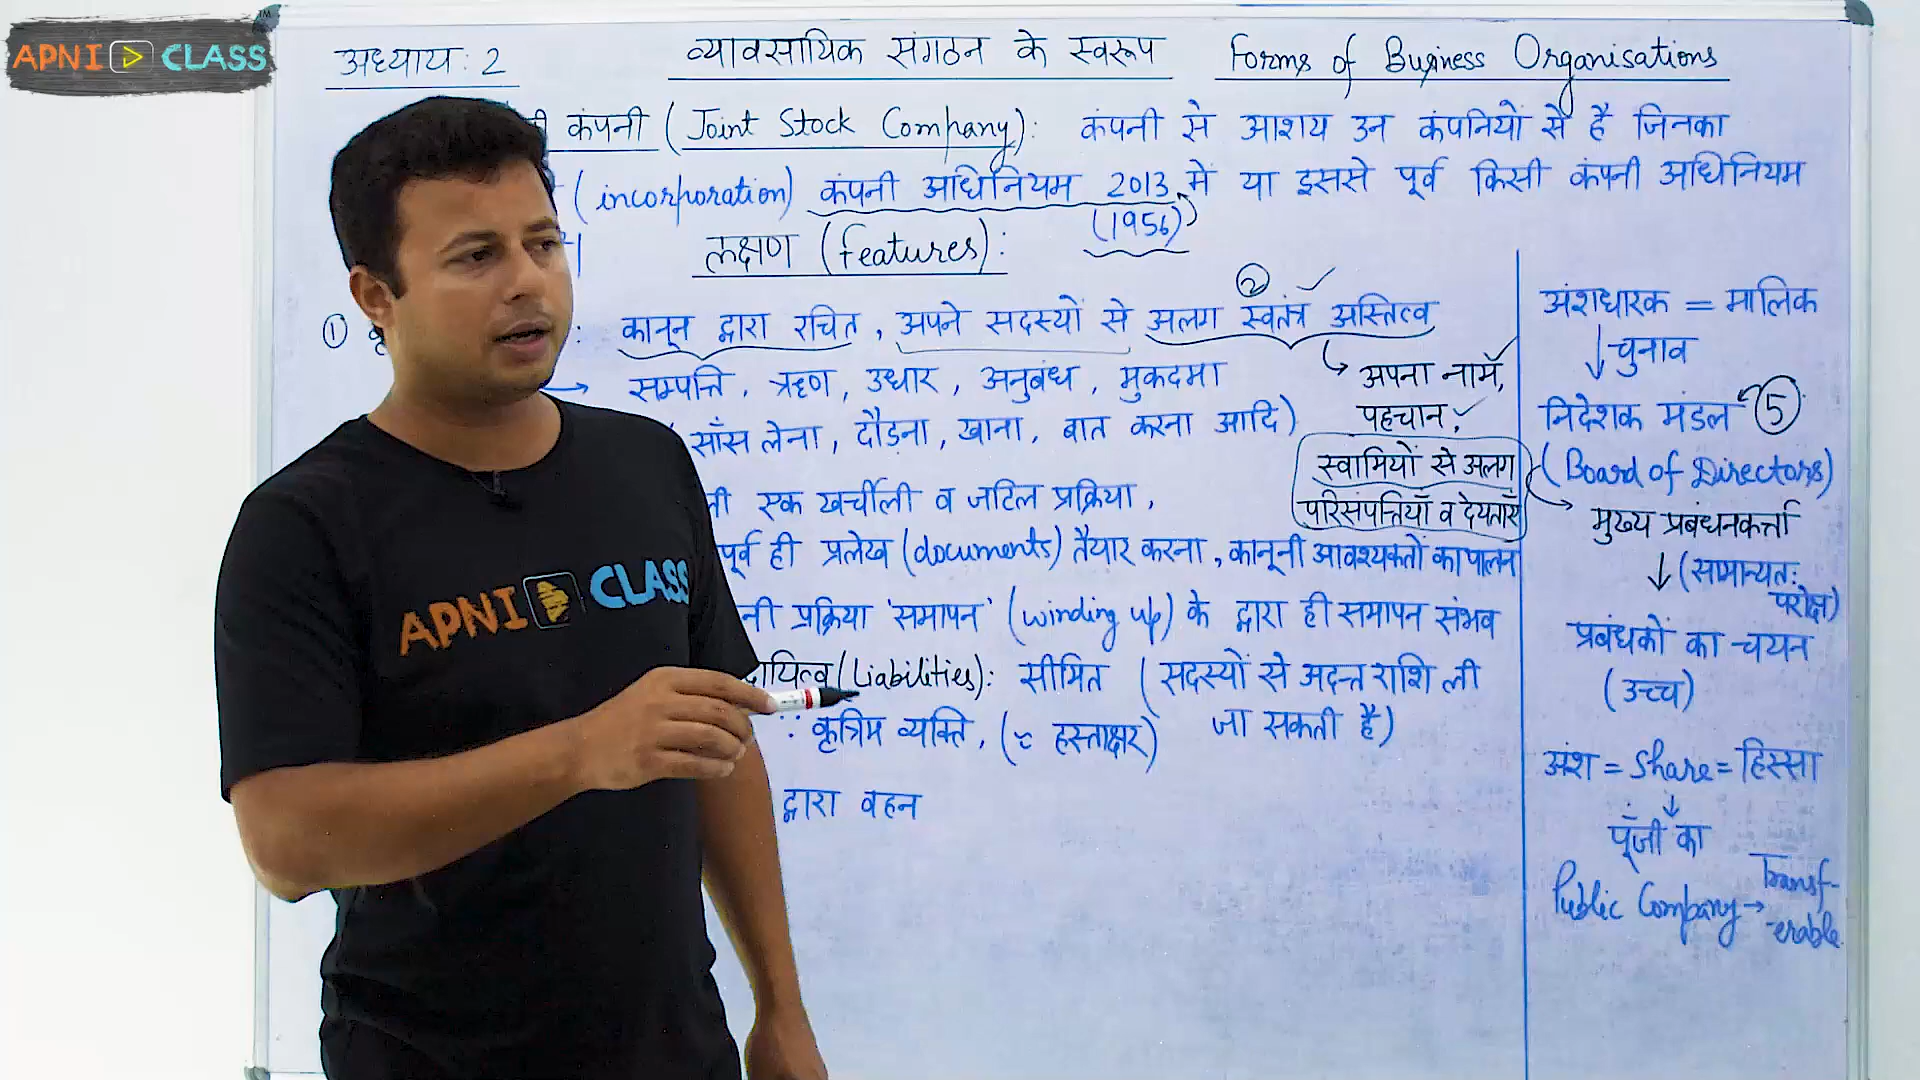 APNI CLASS
अध्याय : 2 व्यावसायिक संगठन के स्वरूप Forms of Business Organisations
कंपनी (Joint Stock Company): कंपनी से आशय उन कंपनियों से है जिनका
(incorporation) कंपनी अधिनियम 2013 में या इससे पूर्व किसी कंपनी अधिनियम
(1956)
लक्षण (features):
②
① : कानून द्वारा रचित, अपने सदस्यों से अलग स्वतंत्र अस्तित्व
→ सम्पत्ति, ऋण, उधार, अनुबंध, मुकदमा
साँस लेना, दौड़ना, खाना, बात करना आदि)
→ अपना नाम,
पहचान,
स्वामियों से अलग
परिसंपत्तियाँ व देयताएँ
एक खर्चीली व जटिल प्रक्रिया,
पूर्व ही प्रलेख (documents) तैयार करना, कानूनी आवश्यकतों का पालन
प्रक्रिया 'समापन' (winding up) के द्वारा ही समापन संभव
(Liabilities): सीमित (सदस्यों से अदत्त राशि ली
जा सकती है)
∵ कृत्रिम व्यक्ति, हस्ताक्षर)
द्वारा वहन
अंशधारक = मालिक
↓ चुनाव
निदेशक मंडल ⑤
(Board of Directors)
→ मुख्य प्रबंधनकर्त्ता
↓ (सामान्यतः
परोक्ष)
प्रबंधकों का चयन
(उच्च)
अंश = Share = हिस्सा
↓
पूँजी का
Public Company → Transf-
erable
APNI CLASS